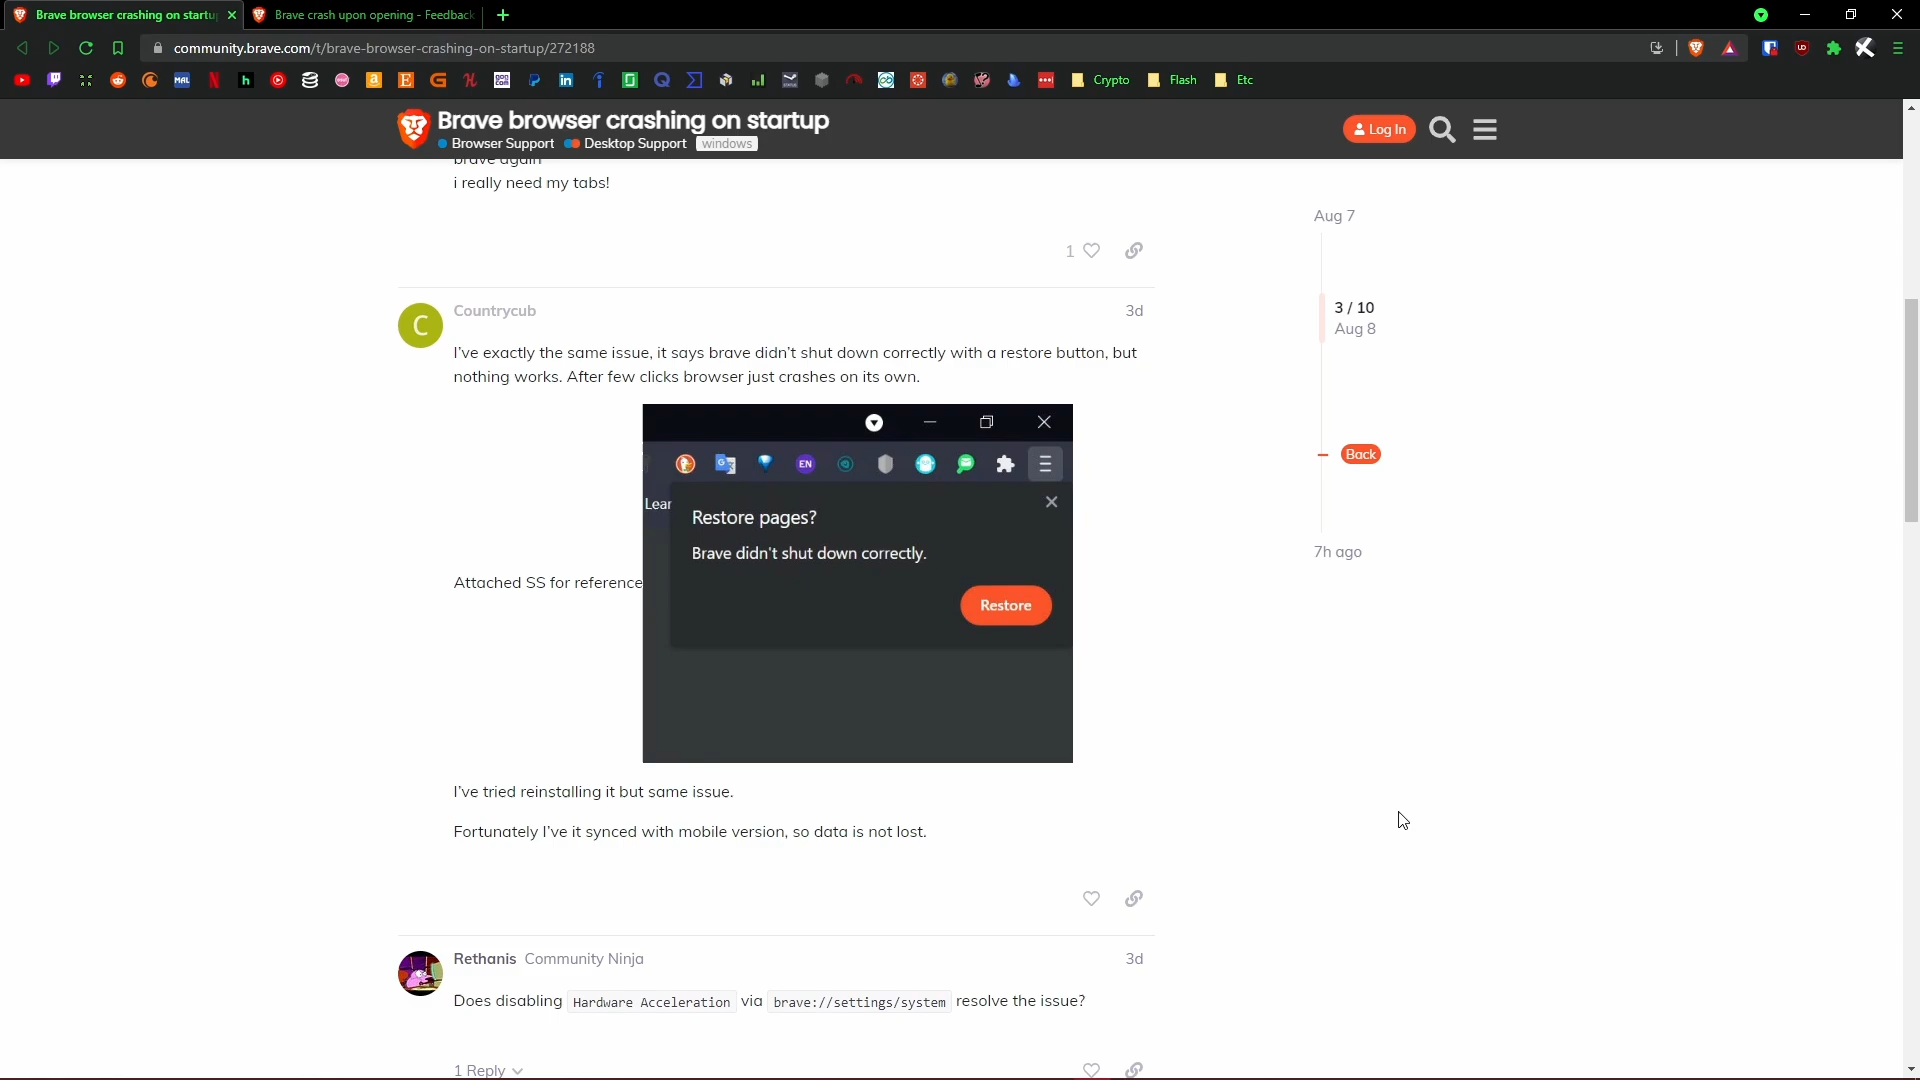 Brave browser crashing on startu
Brave crash upon opening - Feedback
community.brave.com/t/brave-browser-crashing-on-startup/272188
Crypto
Flash
Etc
Brave browser crashing on startup
Browser Support Desktop Support windows
Log In
brave again
i really need my tabs!
1
Aug 7
3 / 10
Aug 8
Back
7h ago
C
Countrycub
3d
I've exactly the same issue, it says brave didn't shut down correctly with a restore button, but
nothing works. After few clicks browser just crashes on its own.
EN
Lear
Restore pages?
Brave didn't shut down correctly.
Restore
Attached SS for reference
I've tried reinstalling it but same issue.
Fortunately I've it synced with mobile version, so data is not lost.
Rethanis Community Ninja
3d
Does disabling Hardware Acceleration via brave://settings/system resolve the issue?
1 Reply